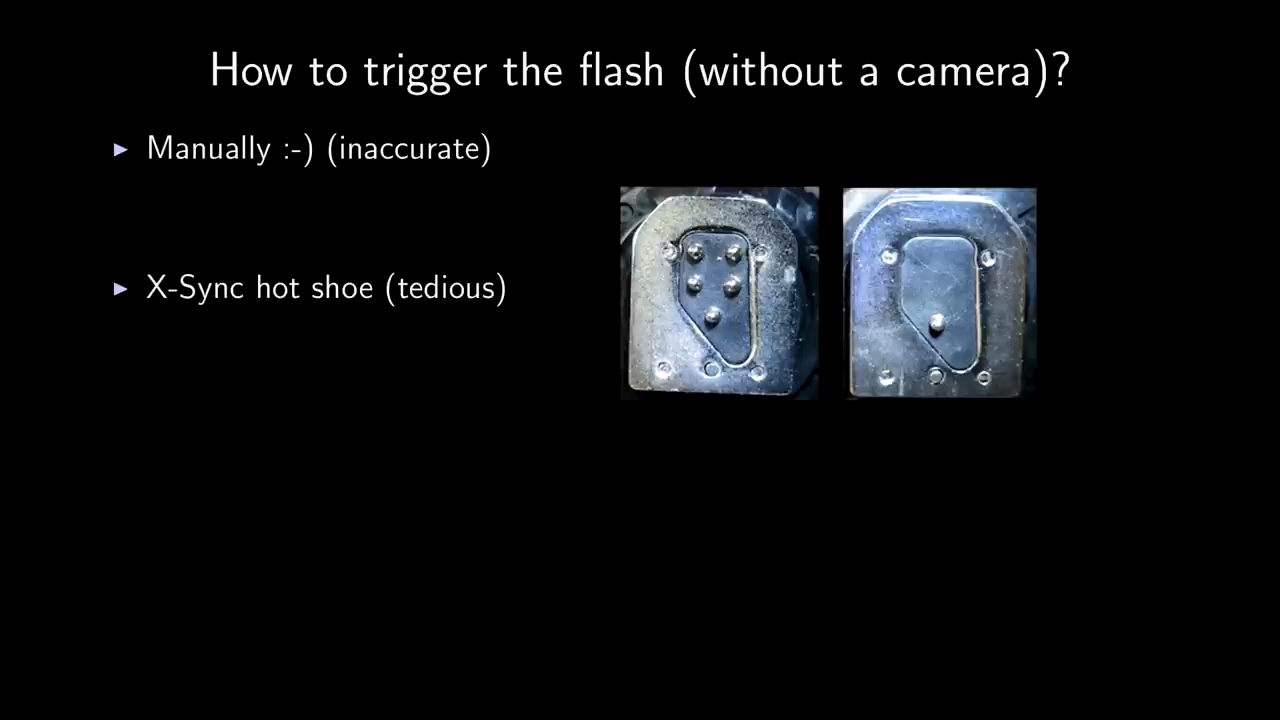 How to trigger the flash (without a camera)?
▶ Manually :-) (inaccurate)
▶ X-Sync hot shoe (tedious)